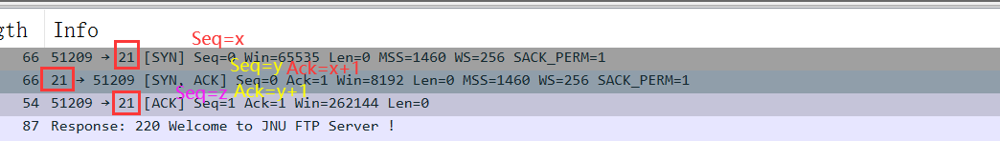 gth Info
Seq=x
66 51209 → 21 [SYN] Seq=0 Win=65535 Len=0 MSS=1460 WS=256 SACK_PERM=1
Seq=y Ack=x+1
66 21 → 51209 [SYN, ACK] Seq=0 Ack=1 Win=8192 Len=0 MSS=1460 WS=256 SACK_PERM=1
Seq=z Ack=y+1
54 51209 → 21 [ACK] Seq=1 Ack=1 Win=262144 Len=0
87 Response: 220 Welcome to JNU FTP Server !